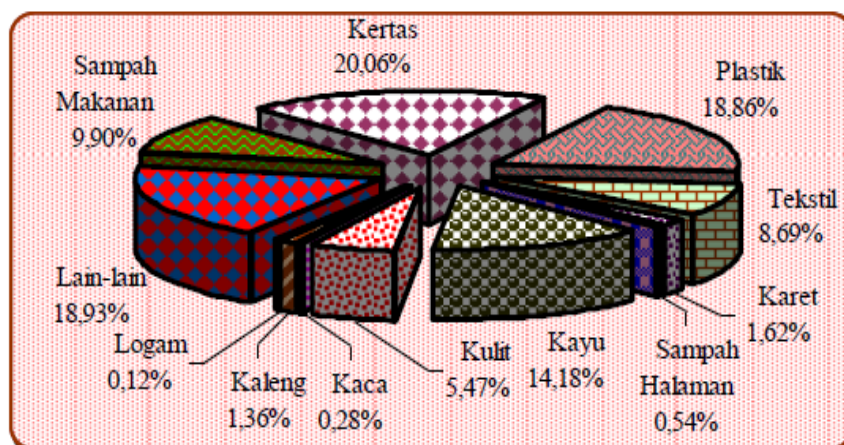 Kertas
20,06%
Sampah
Makanan
9,90%
Plastik
18,86%
Tekstil
8,69%
Lain-lain
18,93%
Karet
1,62%
Logam
0,12%
Kaleng
1,36%
Kaca
0,28%
Kulit
5,47%
Kayu
14,18%
Sampah
Halaman
0,54%